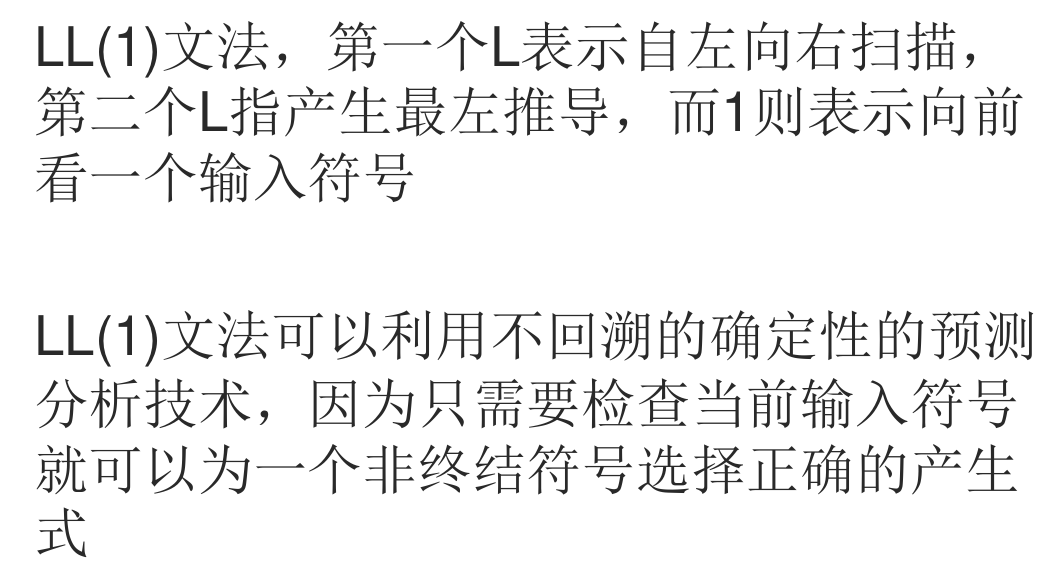 LL(1)文法，第一个L表示自左向右扫描，
第二个L指产生最左推导，而1则表示向前
看一个输入符号
LL(1)文法可以利用不回溯的确定性的预测
分析技术，因为只需要检查当前输入符号
就可以为一个非终结符号选择正确的产生
式